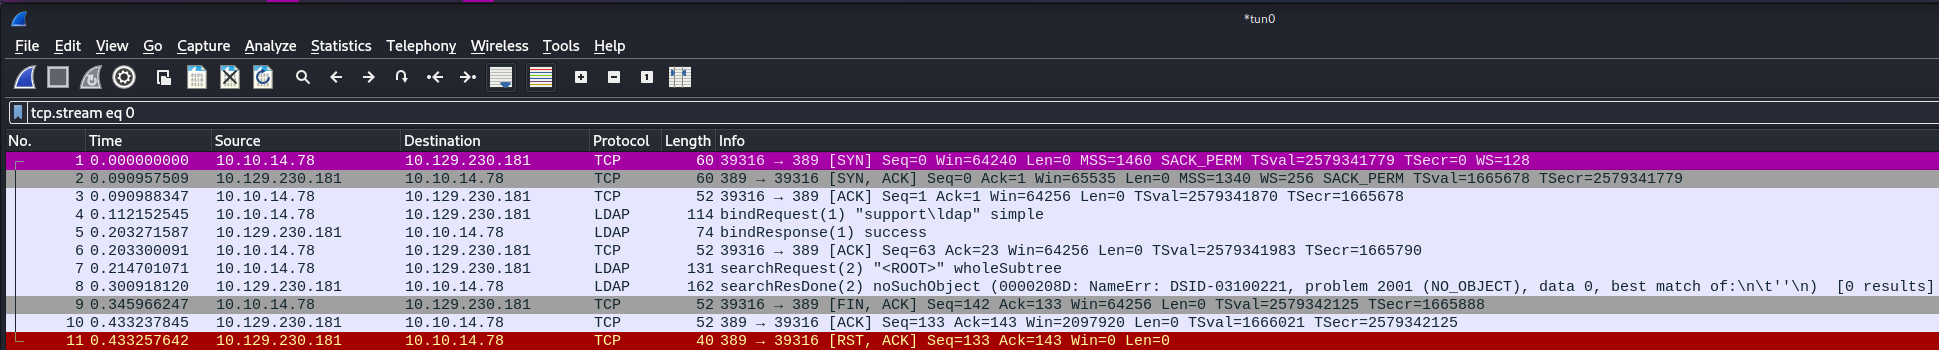 *tun0
File Edit View Go Capture Analyze Statistics Telephony Wireless Tools Help
tcp.stream eq 0
No. Time Source Destination Protocol Length Info
1 0.000000000 10.10.14.78 10.129.230.181 TCP 60 39316 → 389 [SYN] Seq=0 Win=64240 Len=0 MSS=1460 SACK_PERM TSval=2579341779 TSecr=0 WS=128
2 0.090957509 10.129.230.181 10.10.14.78 TCP 60 389 → 39316 [SYN, ACK] Seq=0 Ack=1 Win=65535 Len=0 MSS=1340 WS=256 SACK_PERM TSval=1665678 TSecr=2579341779
3 0.090988347 10.10.14.78 10.129.230.181 TCP 52 39316 → 389 [ACK] Seq=1 Ack=1 Win=64256 Len=0 TSval=2579341870 TSecr=1665678
4 0.112152545 10.10.14.78 10.129.230.181 LDAP 114 bindRequest(1) "support\ldap" simple
5 0.203271587 10.129.230.181 10.10.14.78 LDAP 74 bindResponse(1) success
6 0.203300091 10.10.14.78 10.129.230.181 TCP 52 39316 → 389 [ACK] Seq=63 Ack=23 Win=64256 Len=0 TSval=2579341983 TSecr=1665790
7 0.214701071 10.10.14.78 10.129.230.181 LDAP 131 searchRequest(2) "<ROOT>" wholeSubtree
8 0.300918120 10.129.230.181 10.10.14.78 LDAP 162 searchResDone(2) noSuchObject (0000208D: NameErr: DSID-03100221, problem 2001 (NO_OBJECT), data 0, best match of:\n\t''\n) [0 results]
9 0.345966247 10.10.14.78 10.129.230.181 TCP 52 39316 → 389 [FIN, ACK] Seq=142 Ack=133 Win=64256 Len=0 TSval=2579342125 TSecr=1665888
10 0.433237845 10.129.230.181 10.10.14.78 TCP 52 389 → 39316 [ACK] Seq=133 Ack=143 Win=2097920 Len=0 TSval=1666021 TSecr=2579342125
11 0.433257642 10.129.230.181 10.10.14.78 TCP 40 389 → 39316 [RST, ACK] Seq=133 Ack=143 Win=0 Len=0